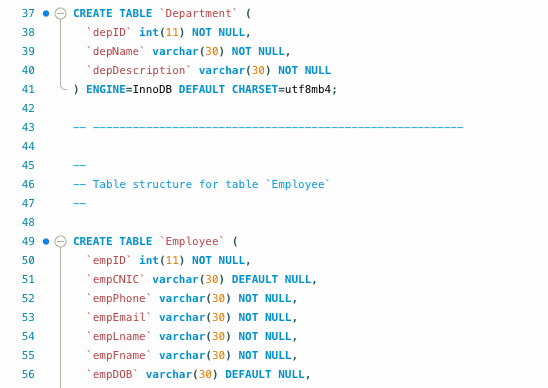 37 CREATE TABLE `Department` (
38 `depID` int(11) NOT NULL,
39 `depName` varchar(30) NOT NULL,
40 `depDescription` varchar(30) NOT NULL
41 ) ENGINE=InnoDB DEFAULT CHARSET=utf8mb4;
42
43 -- --------------------------------------------------------
44
45 --
46 -- Table structure for table `Employee`
47 --
48
49 CREATE TABLE `Employee` (
50 `empID` int(11) NOT NULL,
51 `empCNIC` varchar(30) DEFAULT NULL,
52 `empPhone` varchar(30) NOT NULL,
53 `empEmail` varchar(30) NOT NULL,
54 `empLname` varchar(30) NOT NULL,
55 `empFname` varchar(30) NOT NULL,
56 `empDOB` varchar(30) DEFAULT NULL,